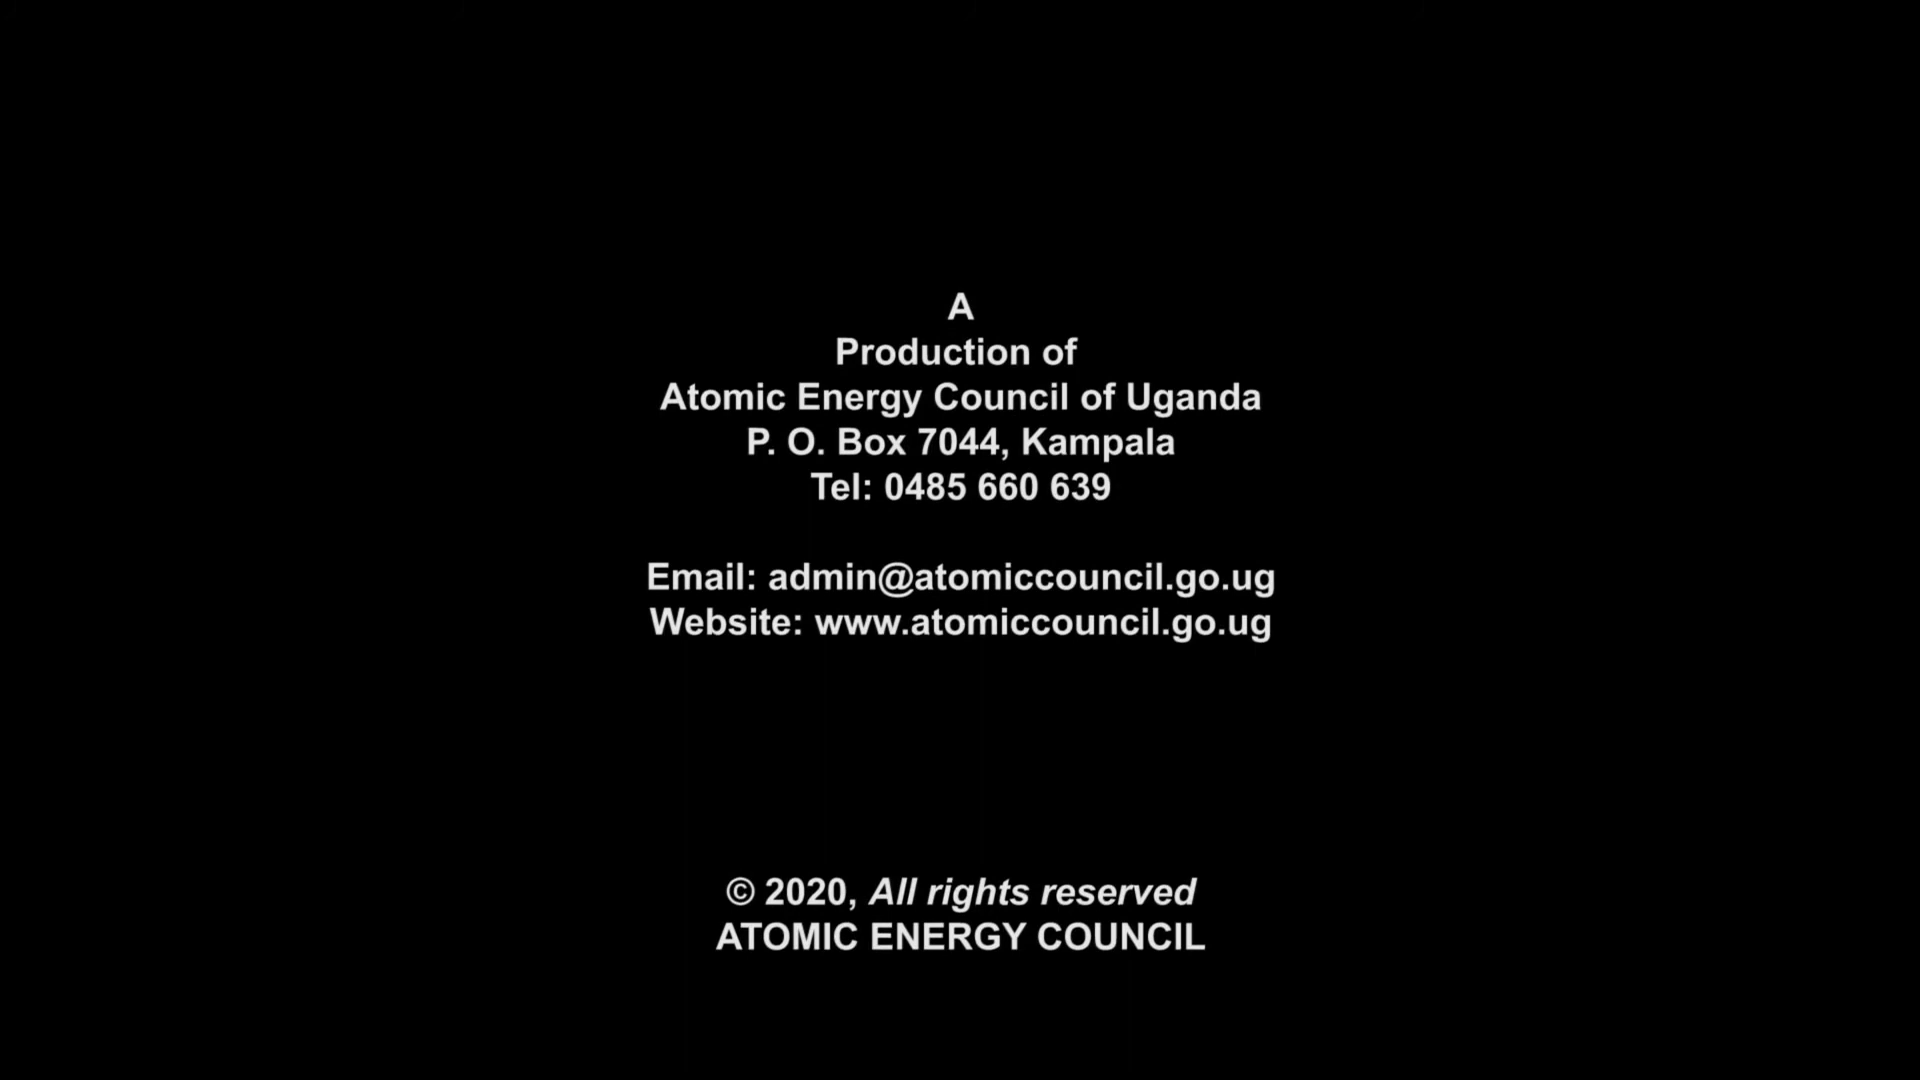 A
Production of
Atomic Energy Council of Uganda
P. O. Box 7044, Kampala
Tel: 0485 660 639
Email: admin@atomiccouncil.go.ug
Website: www.atomiccouncil.go.ug
© 2020, All rights reserved
ATOMIC ENERGY COUNCIL